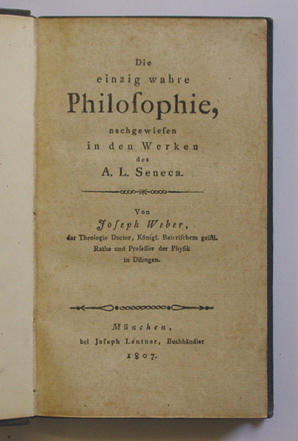 Die
einzig wahre
Philoſophie,
nachgewieſen
in den Werken
des
A. L. Seneca.
Von
Joſeph Weber,
der Theologie Doctor, Königl. Baieriſchem geiſtl.
Rathe und Profeſſor der Phyſik
in Dilingen.
München,
bei Joſeph Lentner, Buchhändler
1807.